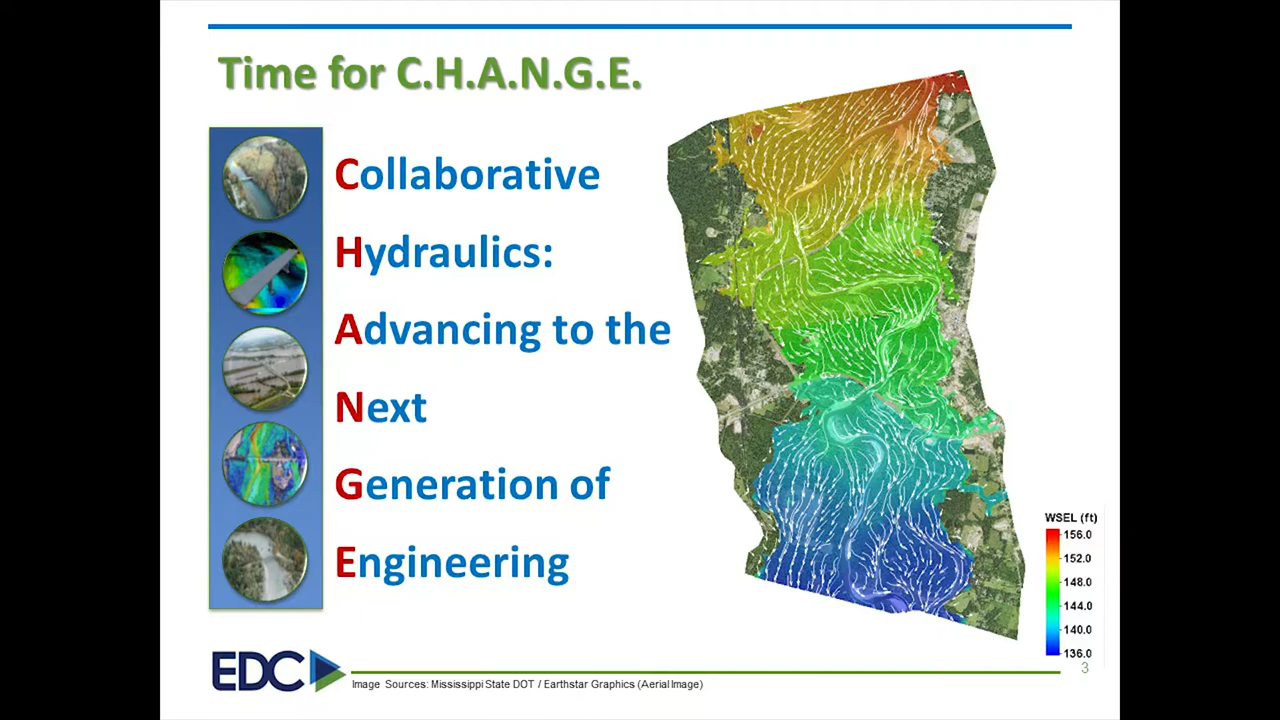 Time for C.H.A.N.G.E.
Collaborative
Hydraulics:
Advancing to the
Next
Generation of
Engineering
WSEL (ft)
156.0
152.0
148.0
144.0
140.0
136.0
3
EDC
Image Sources: Mississippi State DOT / Earthstar Graphics (Aerial Image)